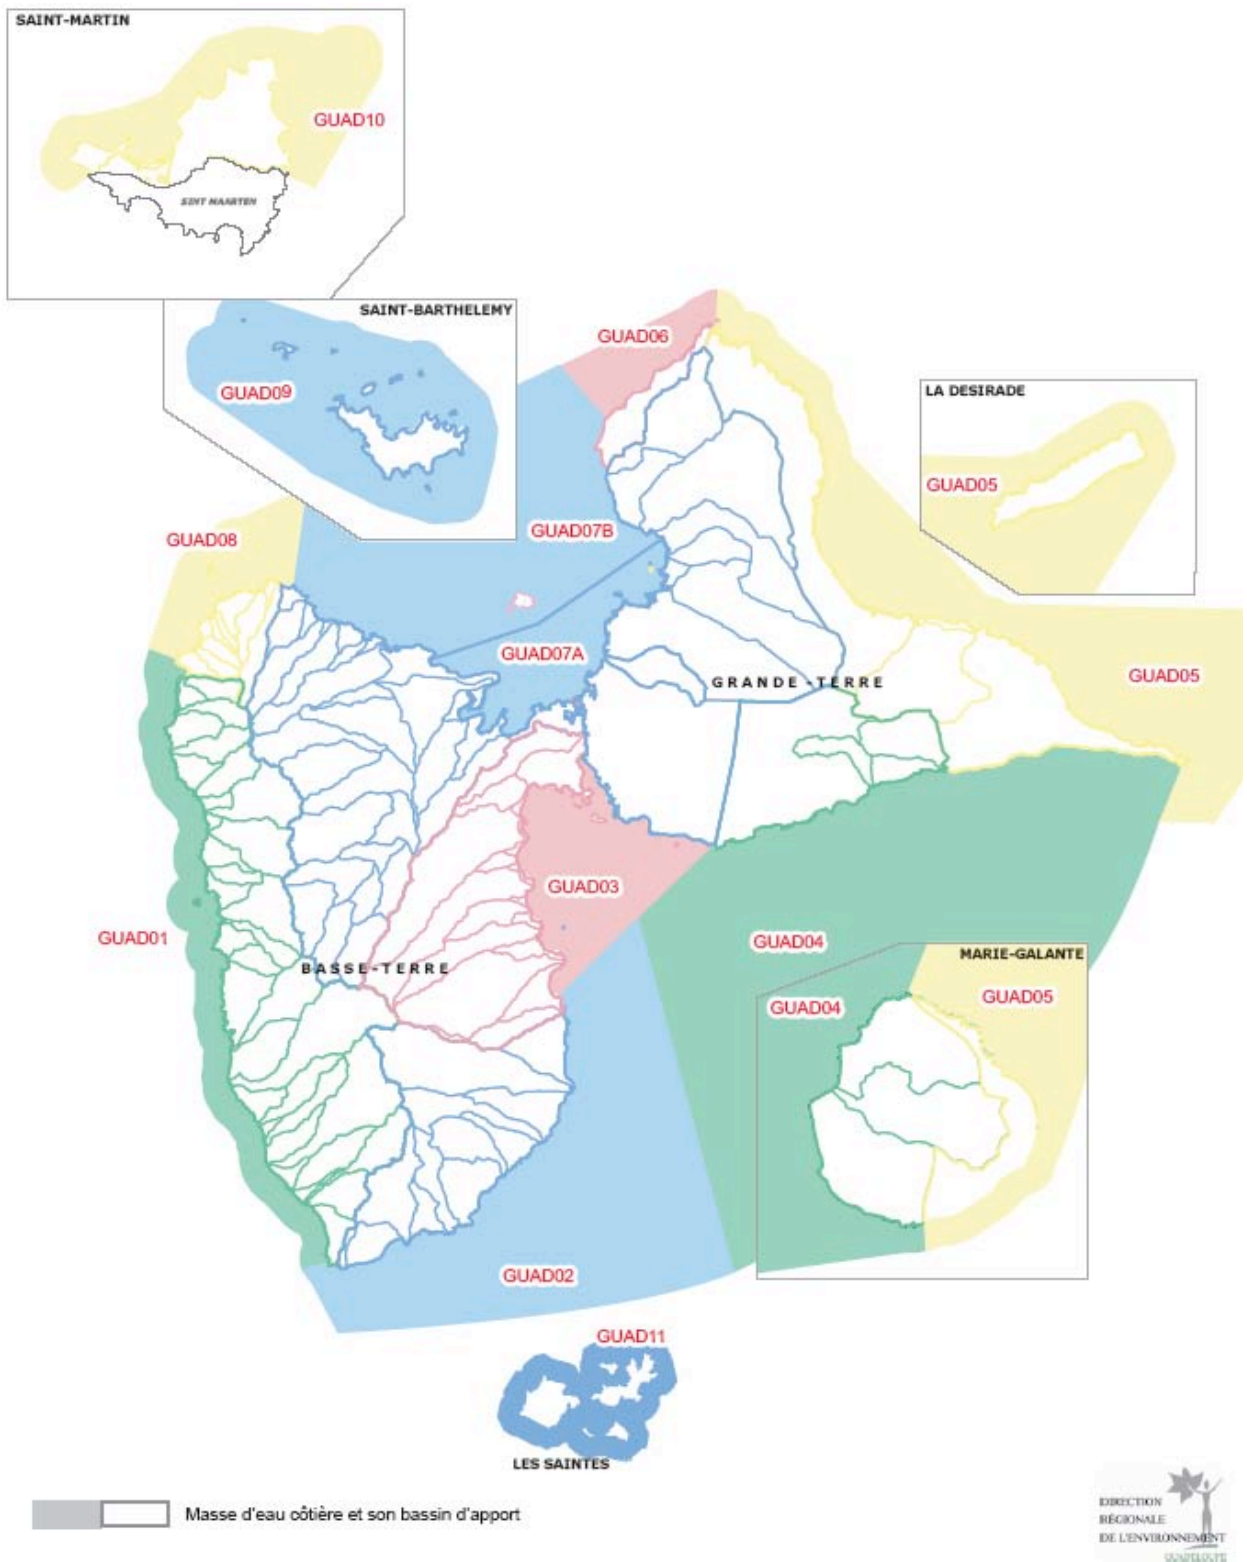 SAINT-MARTIN
GUAD10
SINT MAARTEN
SAINT-BARTHELEMY
GUAD09
GUAD06
LA DESIRADE
GUAD05
GUAD08
GUAD07B
GUAD07A
GRANDE-TERRE
GUAD05
GUAD03
GUAD01
GUAD04
BASSE-TERRE
MARIE-GALANTE
GUAD04
GUAD05
GUAD02
GUAD11
LES SAINTES
Masse d'eau côtière et son bassin d'apport
DIRECTION
RÉGIONALE
DE L'ENVIRONNEMENT
GUADELOUPE